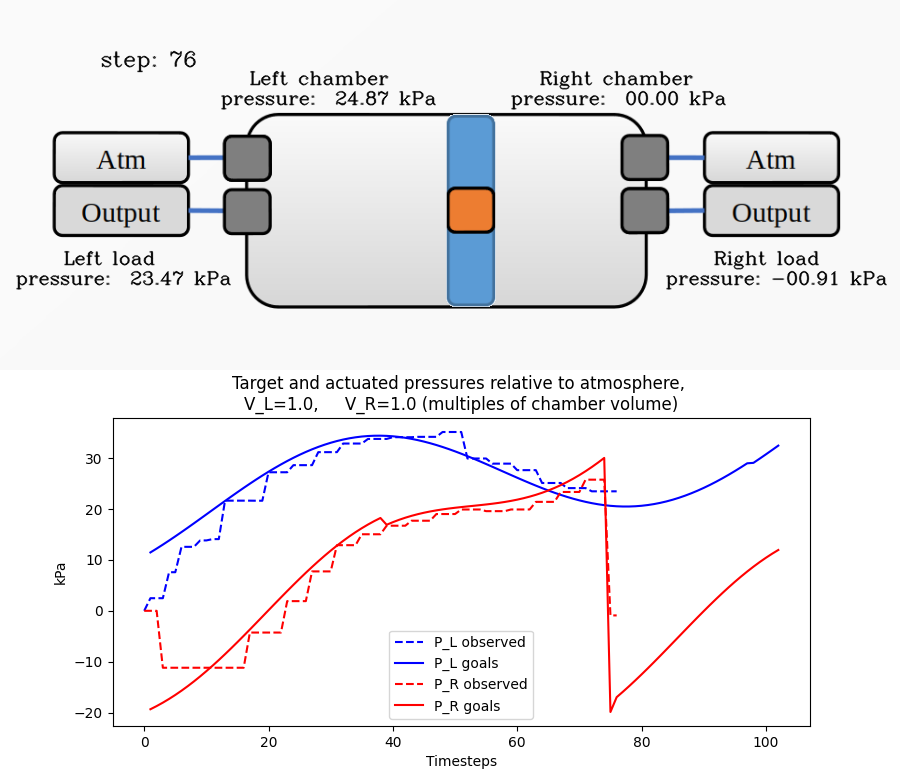 step: 76
Left chamber
pressure: 24.87 kPa
Right chamber
pressure: 00.00 kPa
Atm
Output
Atm
Output
Left load
pressure: 23.47 kPa
Right load
pressure: −00.91 kPa
Target and actuated pressures relative to atmosphere,
V_L=1.0, V_R=1.0 (multiples of chamber volume)
kPa
30
20
10
0
−10
−20
P_L observed
P_L goals
P_R observed
P_R goals
0 20 40 60 80 100
Timesteps